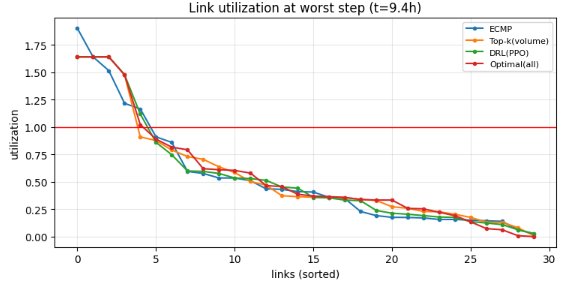 Link utilization at worst step (t=9.4h)
ECMP
Top-k(volume)
DRL(PPO)
Optimal(all)
utilization
1.75
1.50
1.25
1.00
0.75
0.50
0.25
0.00
0 5 10 15 20 25 30
links (sorted)